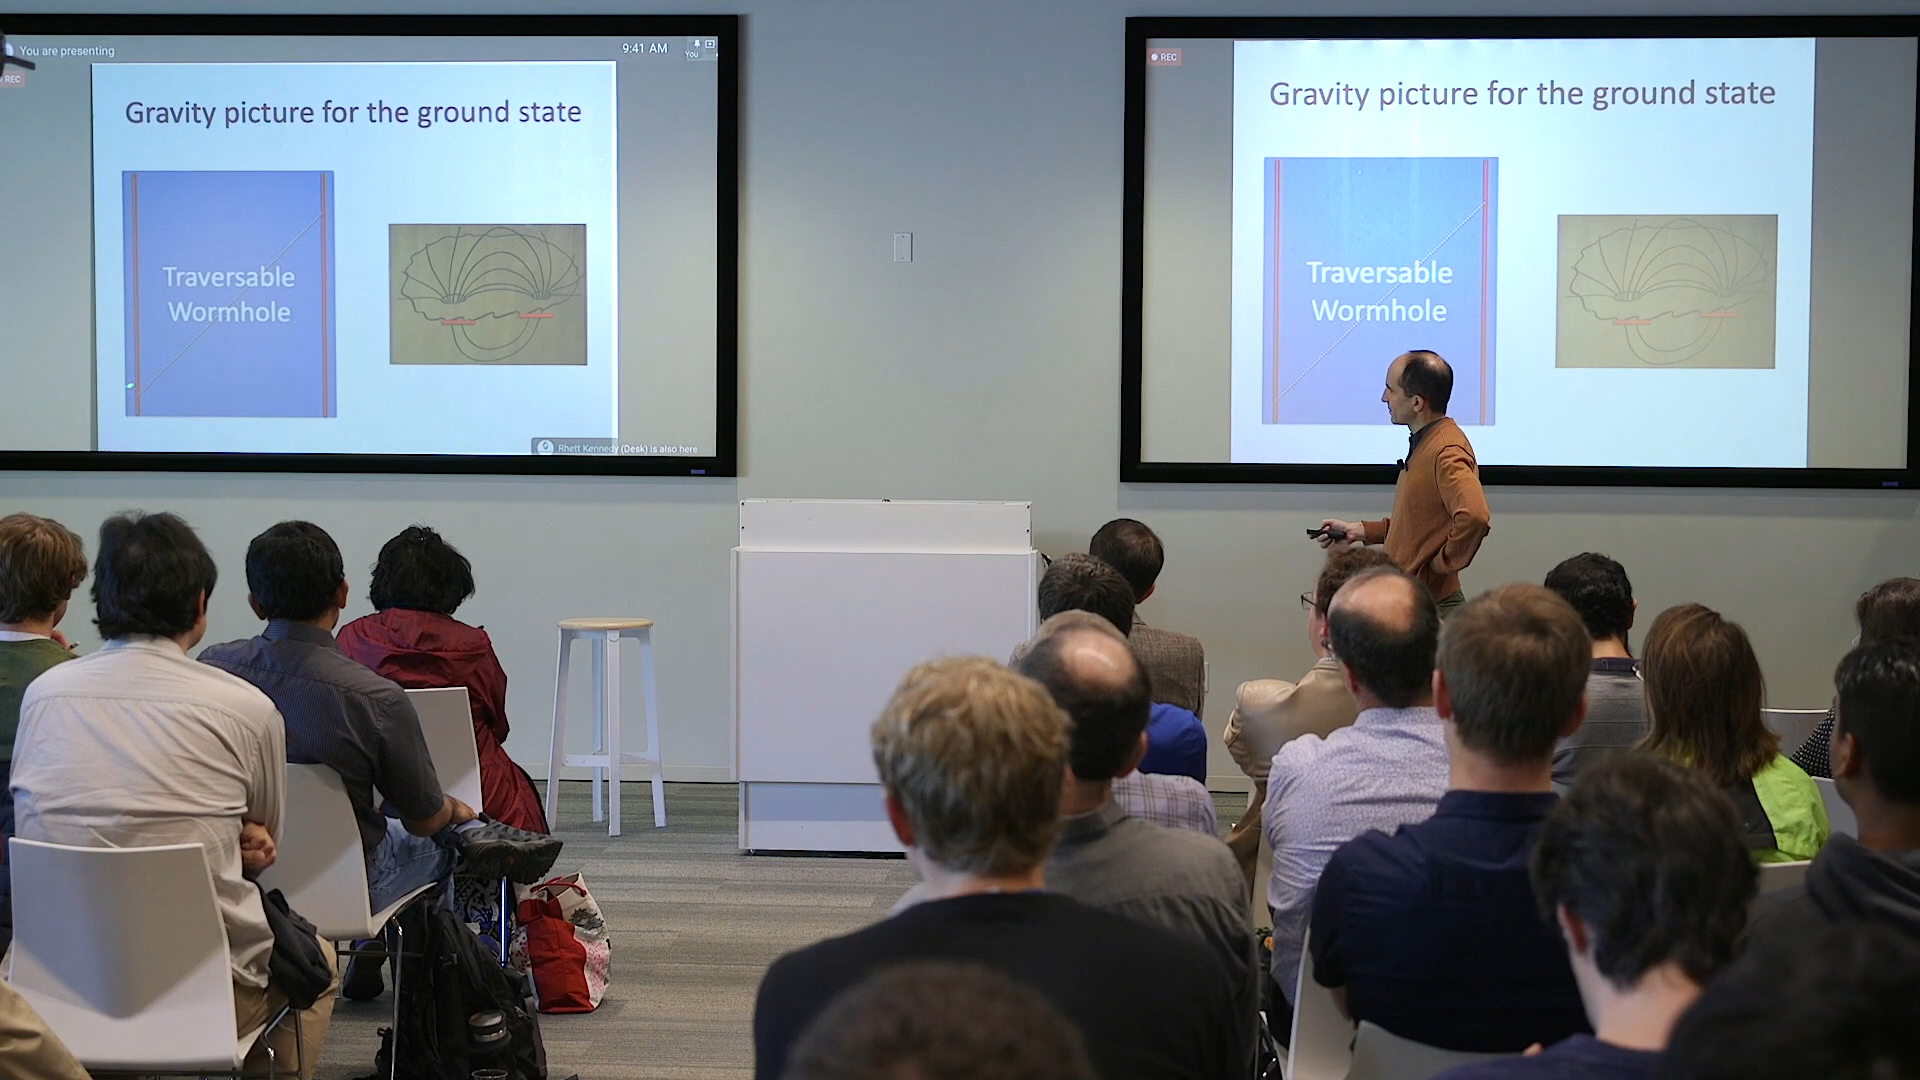 You are presenting
9:41 AM
You
REC
Gravity picture for the ground state
Traversable
Wormhole
Rhett Kennedy (Desk) is also here
REC
Gravity picture for the ground state
Traversable
Wormhole